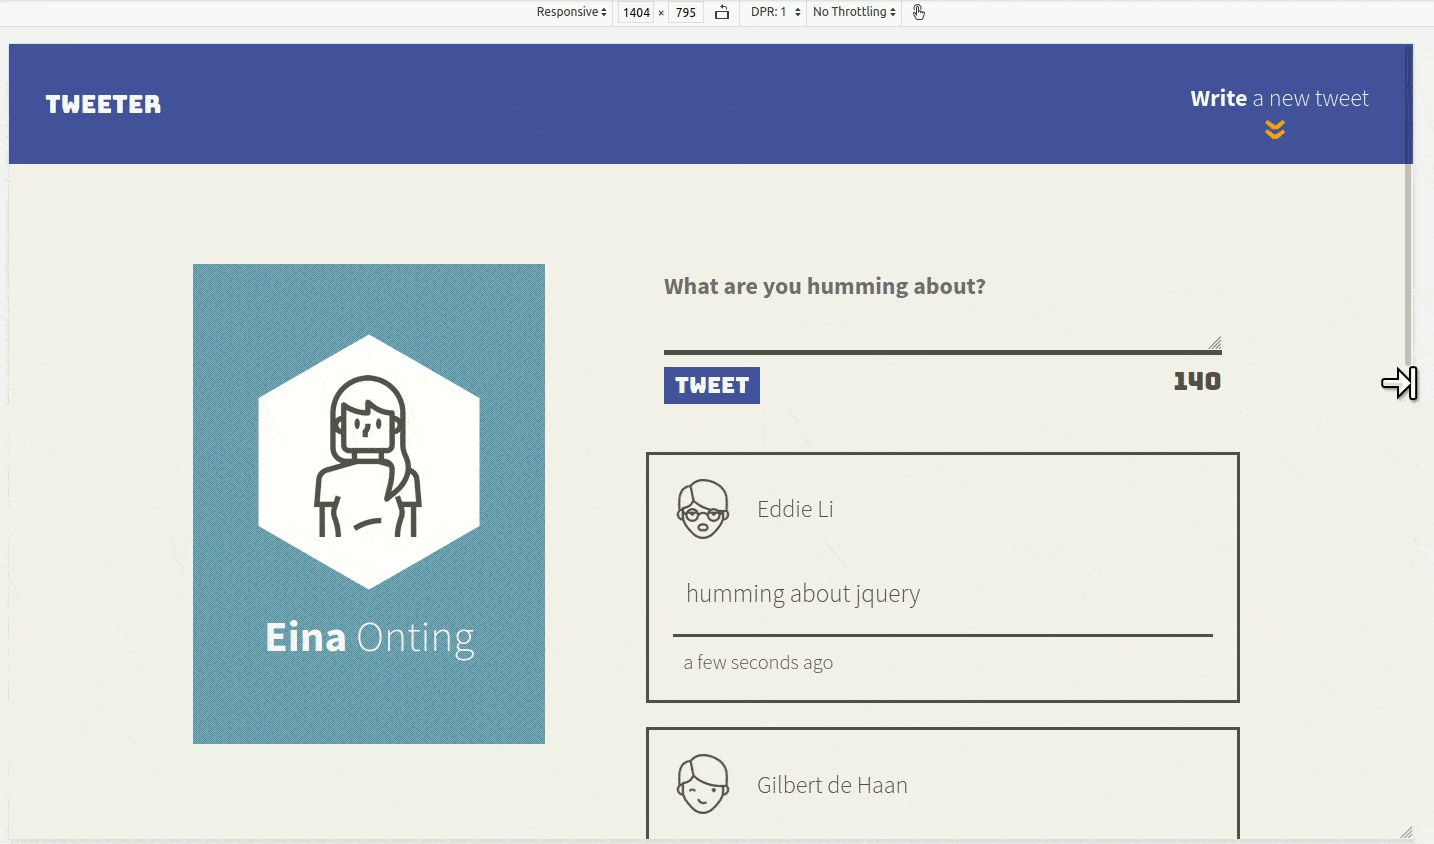 Responsive 1404 × 795 DPR: 1 No Throttling
TWEETER
Write a new tweet
What are you humming about?
TWEET 140
Eddie Li
humming about jquery
a few seconds ago
Eina Onting
Gilbert de Haan